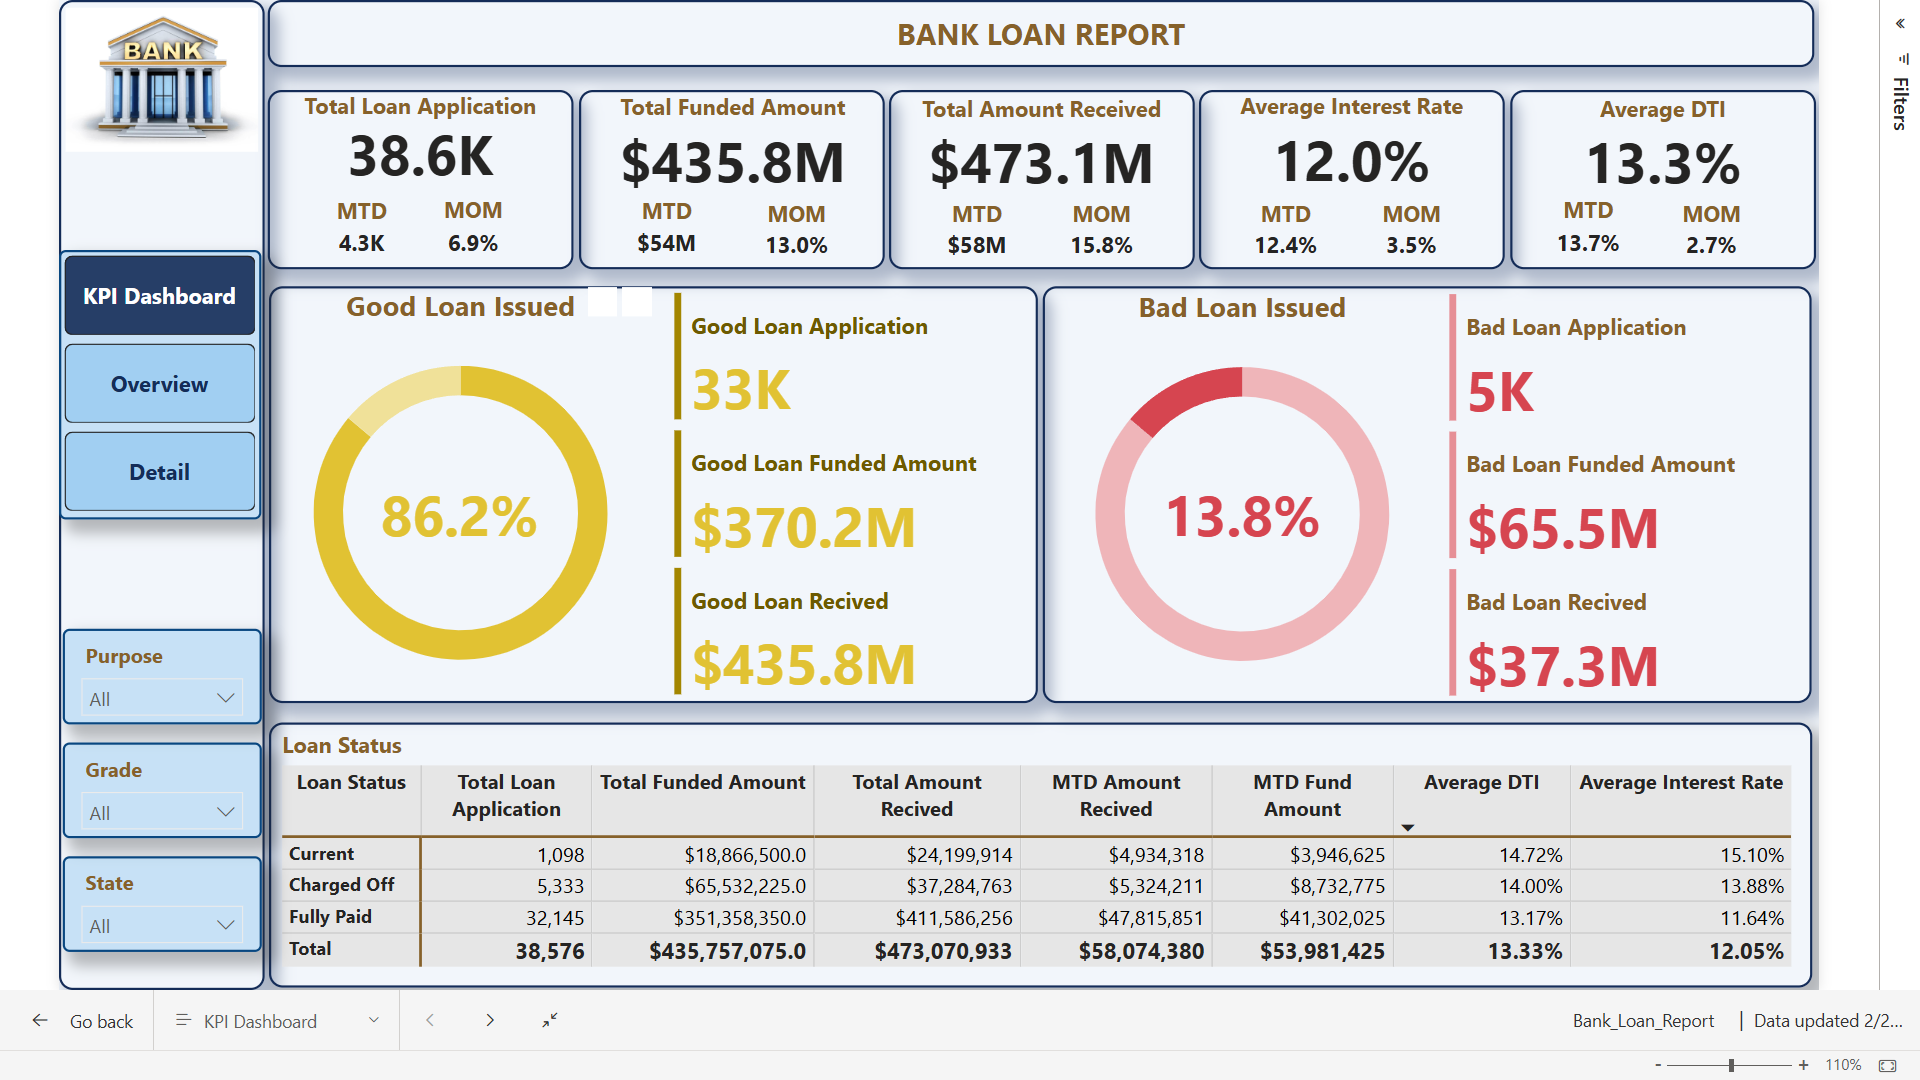 BANK
BANK LOAN REPORT
Total Loan Application
38.6K
MTD MOM
4.3K 6.9%
Total Funded Amount
$435.8M
MTD MOM
$54M 13.0%
Total Amount Received
$473.1M
MTD MOM
$58M 15.8%
Average Interest Rate
12.0%
MTD MOM
12.4% 3.5%
Average DTI
13.3%
MTD MOM
13.7% 2.7%
Filters
KPI Dashboard
Overview
Detail
Purpose
All
Grade
All
State
All
Good Loan Issued
86.2%
Good Loan Application
33K
Good Loan Funded Amount
$370.2M
Good Loan Recived
$435.8M
Bad Loan Issued
13.8%
Bad Loan Application
5K
Bad Loan Funded Amount
$65.5M
Bad Loan Recived
$37.3M
Loan Status
Loan Status Total Loan Application Total Funded Amount Total Amount Recived MTD Amount Recived MTD Fund Amount Average DTI Average Interest Rate
Current 1,098 $18,866,500.0 $24,199,914 $4,934,318 $3,946,625 14.72% 15.10%
Charged Off 5,333 $65,532,225.0 $37,284,763 $5,324,211 $8,732,775 14.00% 13.88%
Fully Paid 32,145 $351,358,350.0 $411,586,256 $47,815,851 $41,302,025 13.17% 11.64%
Total 38,576 $435,757,075.0 $473,070,933 $58,074,380 $53,981,425 13.33% 12.05%
Go back
KPI Dashboard
Bank_Loan_Report | Data updated 2/2...
- + 110%